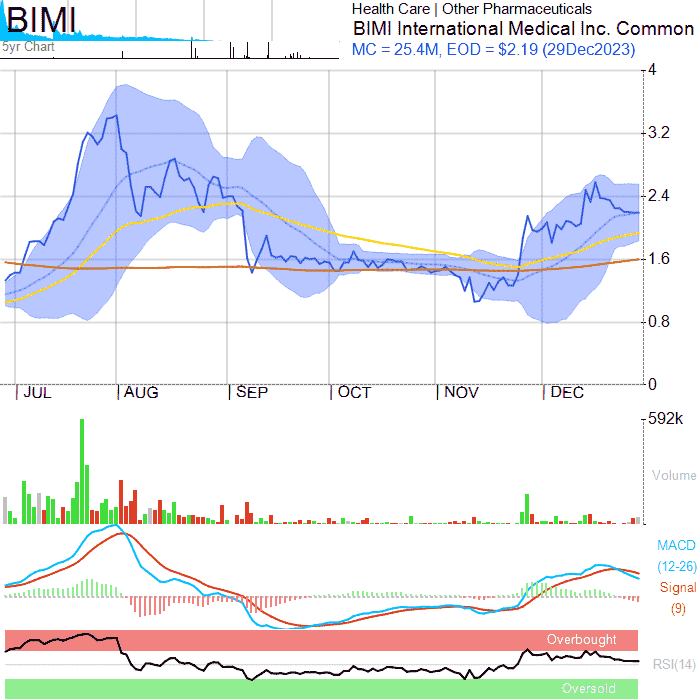 BIMI
5yr Chart
Health Care | Other Pharmaceuticals
BIMI International Medical Inc. Common
MC = 25.4M, EOD = $2.19 (29Dec2023)
4
3.2
2.4
1.6
0.8
0
JUL AUG SEP OCT NOV DEC
592k
Volume
MACD
(12-26)
Signal
(9)
Overbought
RSI(14)
Oversold